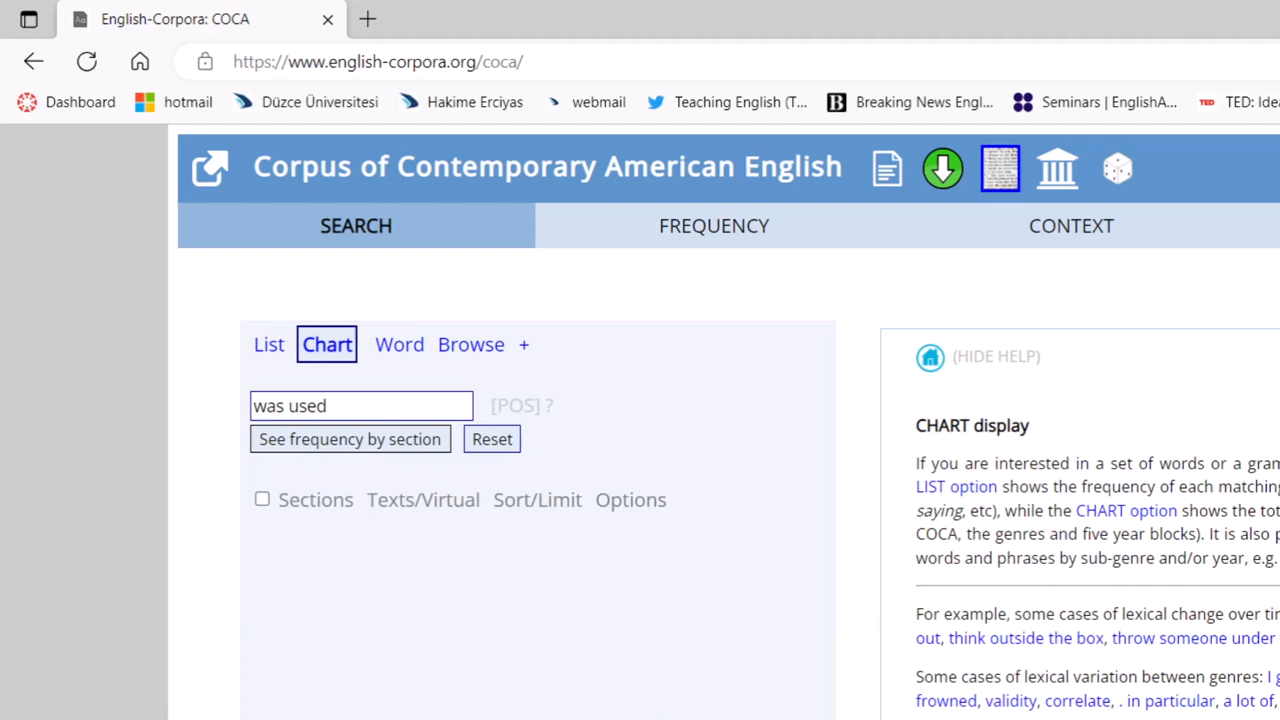 English-Corpora: COCA
https://www.english-corpora.org/coca/
Dashboard hotmail Düzce Üniversitesi Hakime Erciyes webmail Teaching English (T... Breaking News Engl... Seminars | EnglishA... TED TED: Idea
Corpus of Contemporary American English
SEARCH FREQUENCY CONTEXT
List Chart Word Browse +
was used [POS] ?
See frequency by section Reset
Sections Texts/Virtual Sort/Limit Options
(HIDE HELP)
CHART display
If you are interested in a set of words or a gram
LIST option shows the frequency of each matching
saying, etc), while the CHART option shows the tot
COCA, the genres and five year blocks). It is also p
words and phrases by sub-genre and/or year, e.g.
For example, some cases of lexical change over tim
out, think outside the box, throw someone under
Some cases of lexical variation between genres: I g
frowned, validity, correlate, . in particular, a lot of,